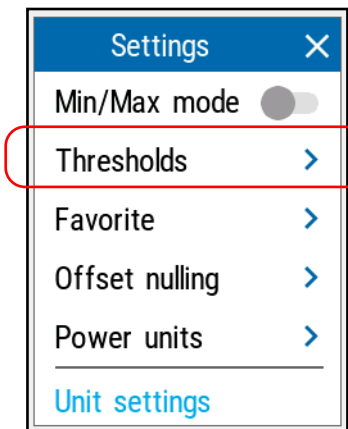 Settings
Min/Max mode
Thresholds
Favorite
Offset nulling
Power units
Unit settings